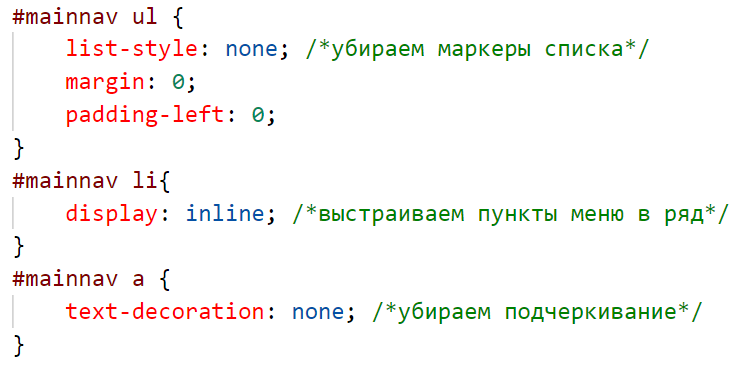 #mainnav ul {
    list-style: none; /*убираем маркеры списка*/
    margin: 0;
    padding-left: 0;
}
#mainnav li{
    display: inline; /*выстраиваем пункты меню в ряд*/
}
#mainnav a {
    text-decoration: none; /*убираем подчеркивание*/
}